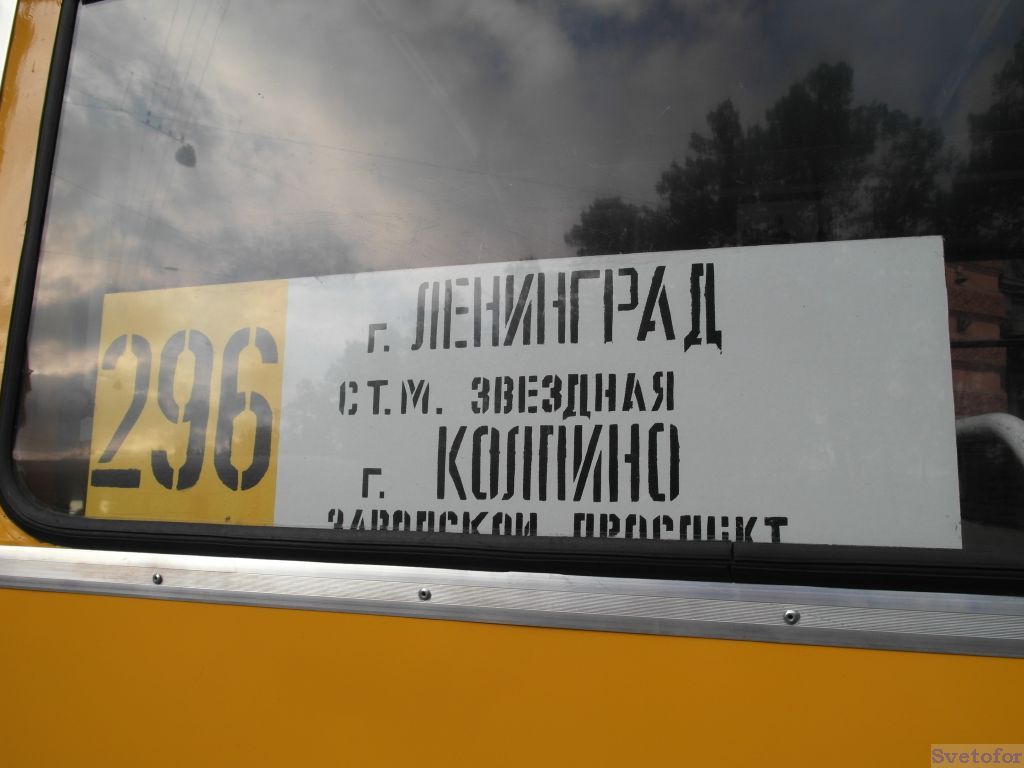 296
г. ЛЕНИНГРАД
СТ.М. ЗВЕЗДНАЯ
г. КОЛПИНО
ЗАВОДСКОЙ ПРОСПЕКТ
Svetofor